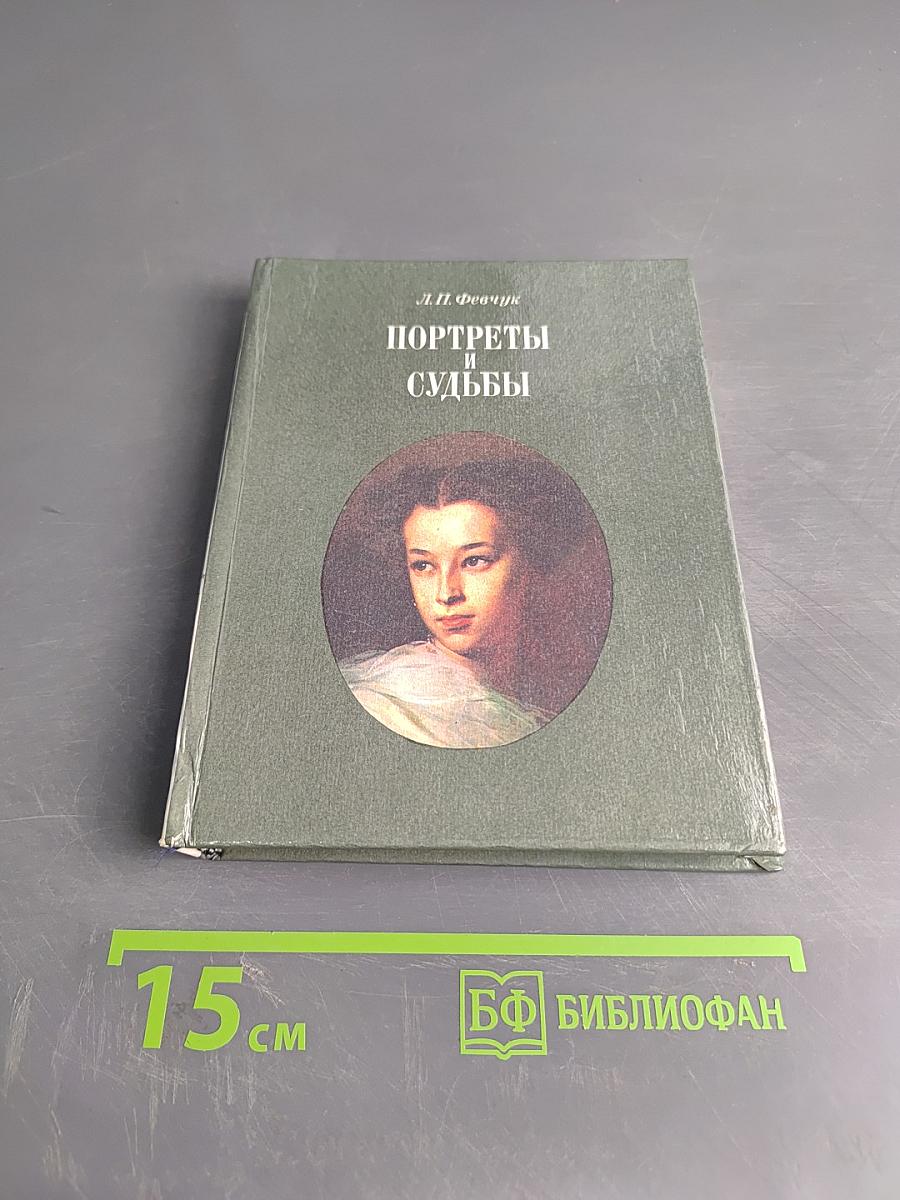 Л. П. Февчук
ПОРТРЕТЫ
И
СУДЬБЫ
15 см
БФ БИБЛИОФАН